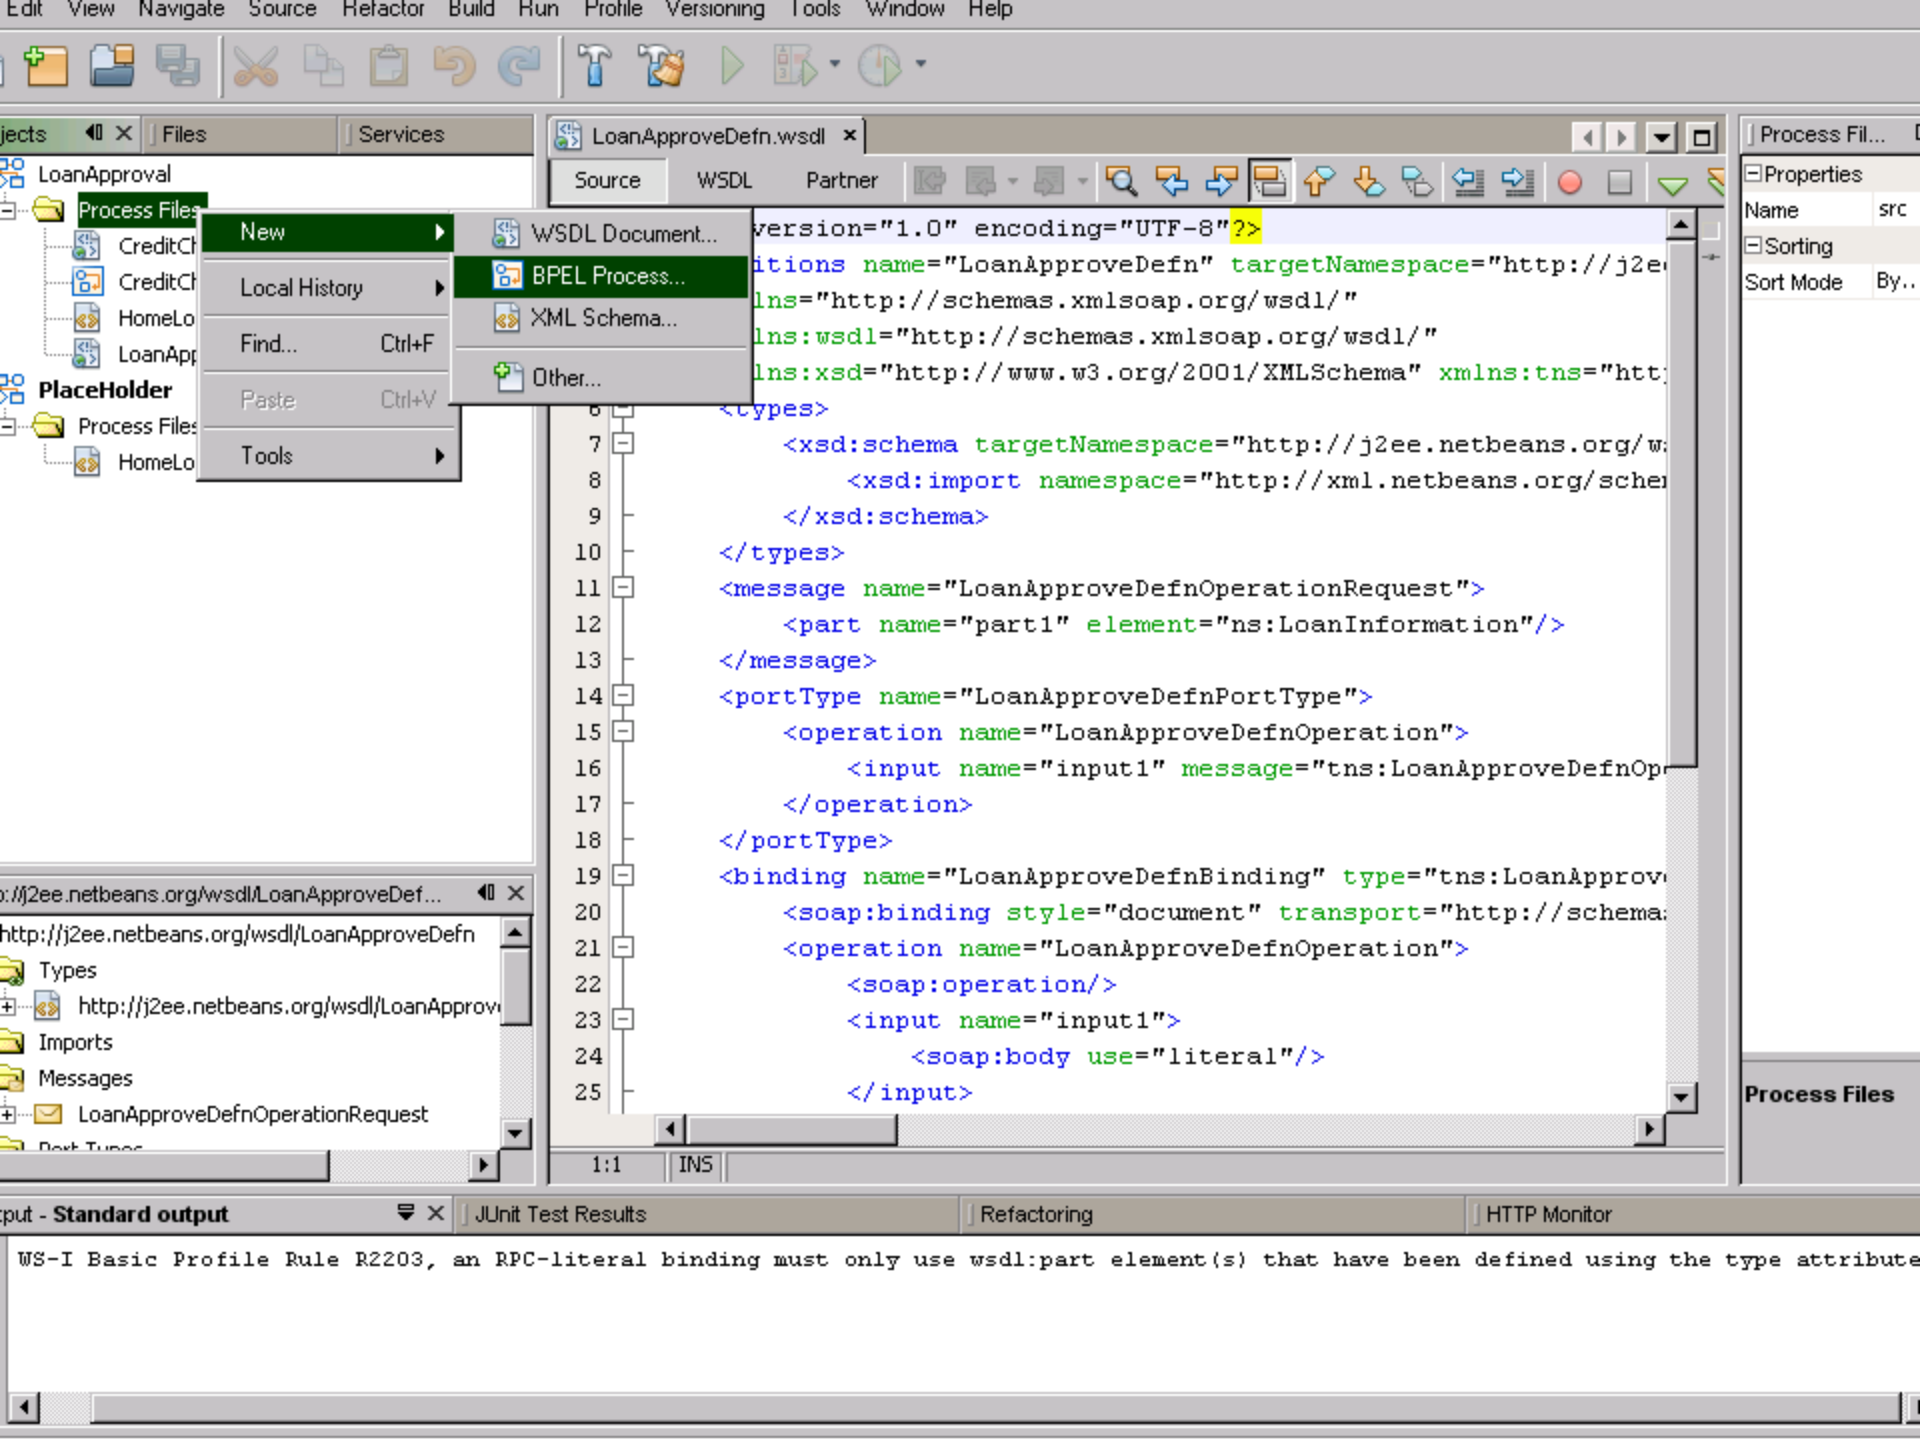 Edit View Navigate Source Refactor Build Run Profile Versioning Tools Window Help
jects Files Services
LoanApproveDefn.wsdl
Process Fil...
LoanApproval
Process Files
CreditCh
CreditCh
HomeLo
LoanApp
PlaceHolder
Process Files
HomeLo
New
Local History
Find... Ctrl+F
Paste Ctrl+V
Tools
WSDL Document...
BPEL Process...
XML Schema...
Other...
Source WSDL Partner
version="1.0" encoding="UTF-8"?>
itions name="LoanApproveDefn" targetNamespace="http://j2e
lns="http://schemas.xmlsoap.org/wsdl/"
lns:wsdl="http://schemas.xmlsoap.org/wsdl/"
lns:xsd="http://www.w3.org/2001/XMLSchema" xmlns:tns="htt
6 <types>
7 <xsd:schema targetNamespace="http://j2ee.netbeans.org/w
8 <xsd:import namespace="http://xml.netbeans.org/sche
9 </xsd:schema>
10 </types>
11 <message name="LoanApproveDefnOperationRequest">
12 <part name="part1" element="ns:LoanInformation"/>
13 </message>
14 <portType name="LoanApproveDefnPortType">
15 <operation name="LoanApproveDefnOperation">
16 <input name="input1" message="tns:LoanApproveDefnOp
17 </operation>
18 </portType>
19 <binding name="LoanApproveDefnBinding" type="tns:LoanApprov
20 <soap:binding style="document" transport="http://schema
21 <operation name="LoanApproveDefnOperation">
22 <soap:operation/>
23 <input name="input1">
24 <soap:body use="literal"/>
25 </input>
1:1 INS
Properties
Name src
Sorting
Sort Mode By..
Process Files
p://j2ee.netbeans.org/wsdl/LoanApproveDef...
http://j2ee.netbeans.org/wsdl/LoanApproveDefn
Types
http://j2ee.netbeans.org/wsdl/LoanApprov
Imports
Messages
LoanApproveDefnOperationRequest
Port Types
tput - Standard output JUnit Test Results Refactoring HTTP Monitor
WS-I Basic Profile Rule R2203, an RPC-literal binding must only use wsdl:part element(s) that have been defined using the type attribute